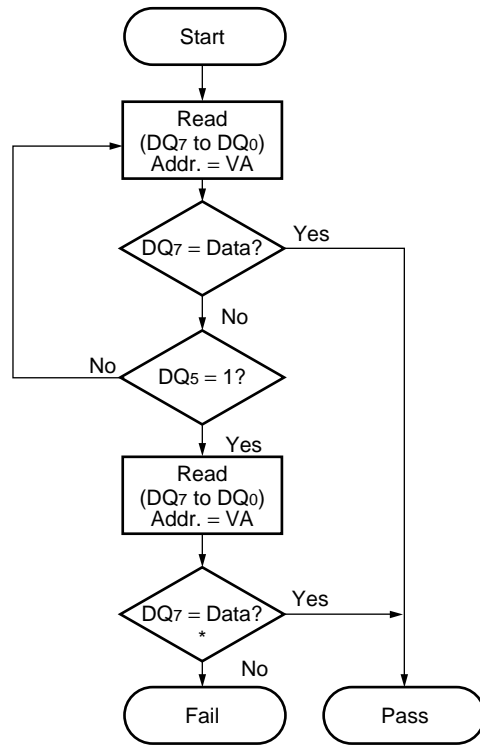 Start
Read
(DQ7 to DQ0)
Addr. = VA
DQ7 = Data?
Yes
No
No
DQ5 = 1?
Yes
Read
(DQ7 to DQ0)
Addr. = VA
DQ7 = Data?
*
Yes
No
Fail
Pass